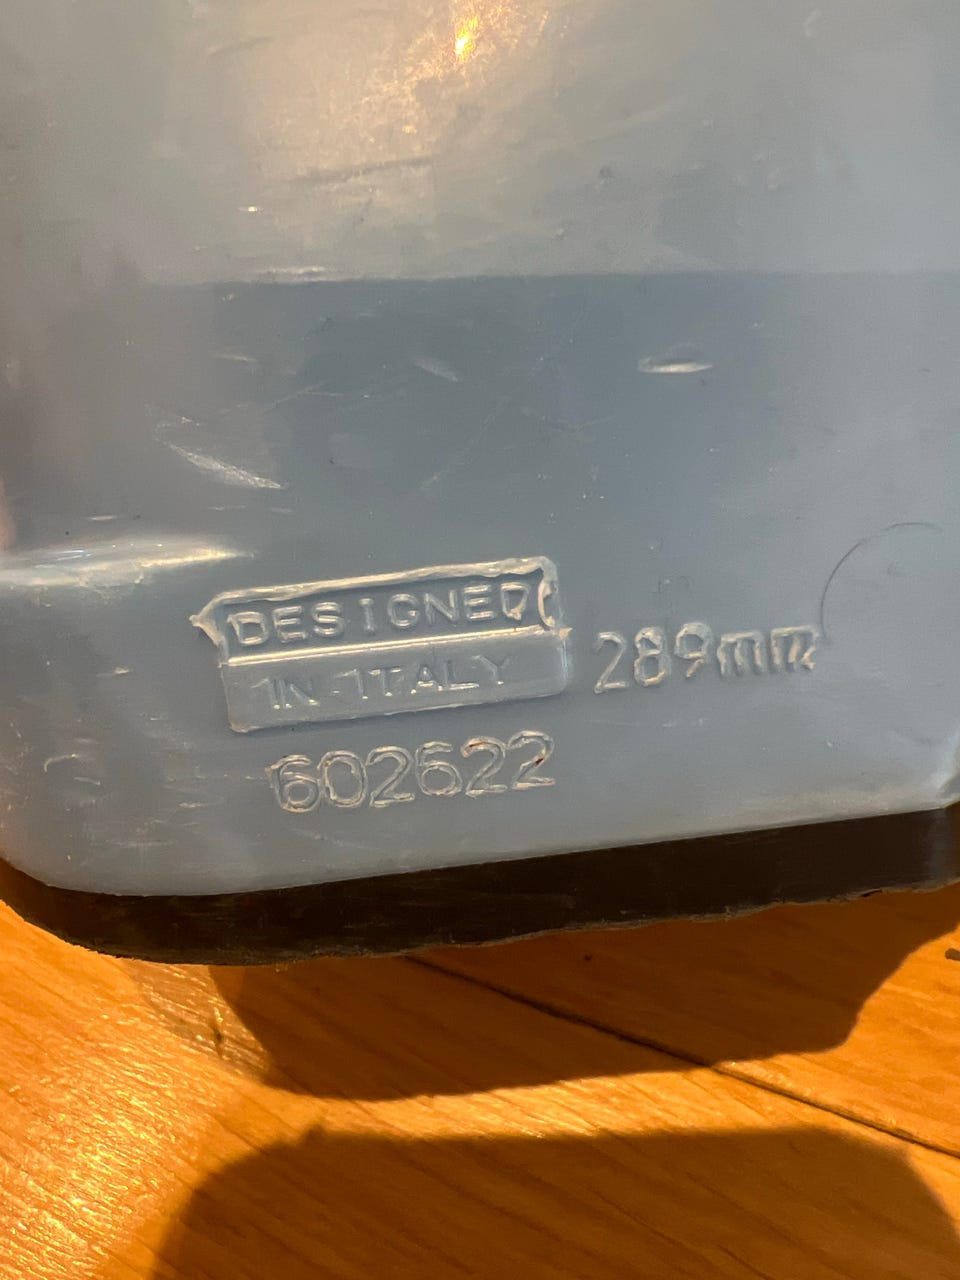 DESIGNED
IN ITALY
289mm
602622